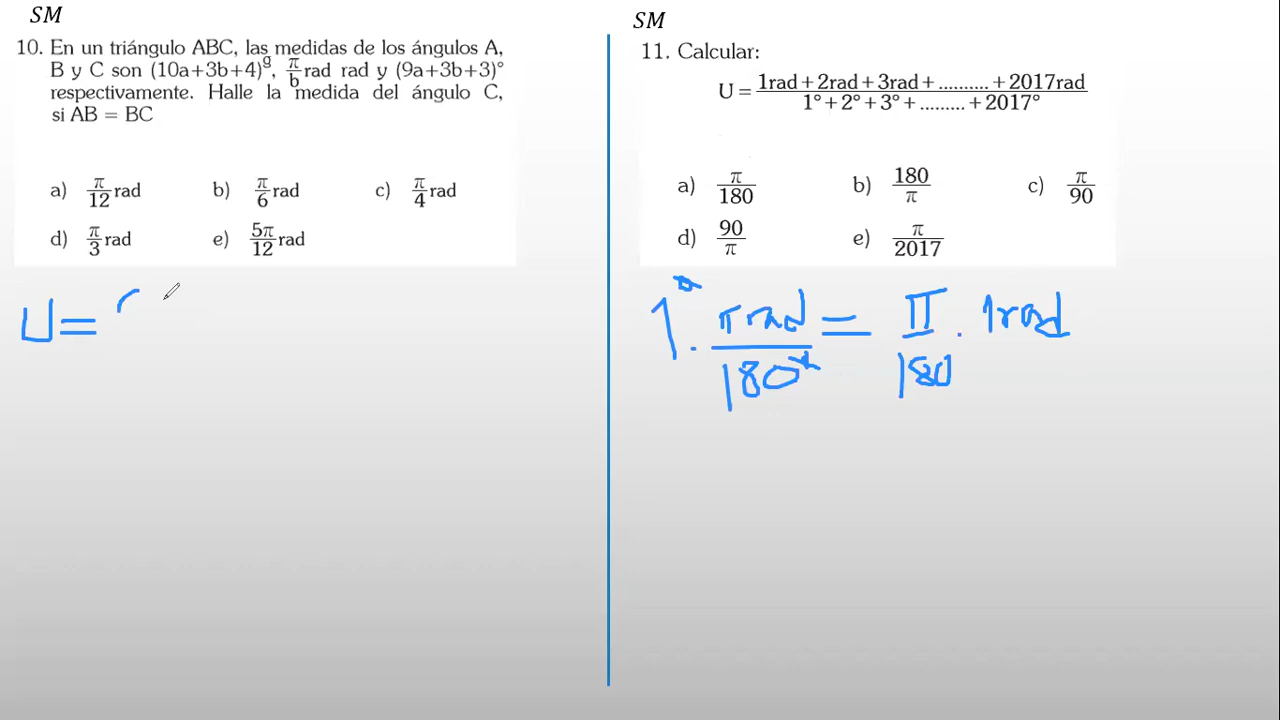 SM
10. En un triángulo ABC, las medidas de los ángulos A,
B y C son (10a+3b+4)ᵍ, π/b rad rad y (9a+3b+3)°
respectivamente. Halle la medida del ángulo C,
si AB = BC
a) π/12 rad b) π/6 rad c) π/4 rad
d) π/3 rad e) 5π/12 rad
U=
SM
11. Calcular:
U = 1rad+2rad+3rad+..........+2017rad / 1°+2°+3°+.........+2017°
a) π/180 b) 180/π c) π/90
d) 90/π e) π/2017
1° . π rad/180° = π/180 . 1rad